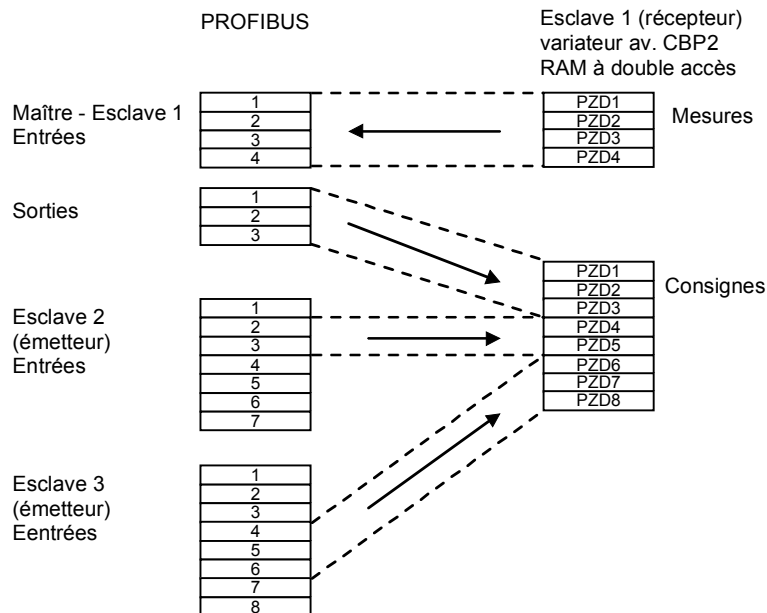 PROFIBUS
Esclave 1 (récepteur)
variateur av. CBP2
RAM à double accès
Maître - Esclave 1
Entrées
1
2
3
4
PZD1
PZD2
PZD3
PZD4
Mesures
Sorties
1
2
3
PZD1
PZD2
PZD3
PZD4
PZD5
PZD6
PZD7
PZD8
Consignes
Esclave 2
(émetteur)
Entrées
1
2
3
4
5
6
7
Esclave 3
(émetteur)
Eentrées
1
2
3
4
5
6
7
8